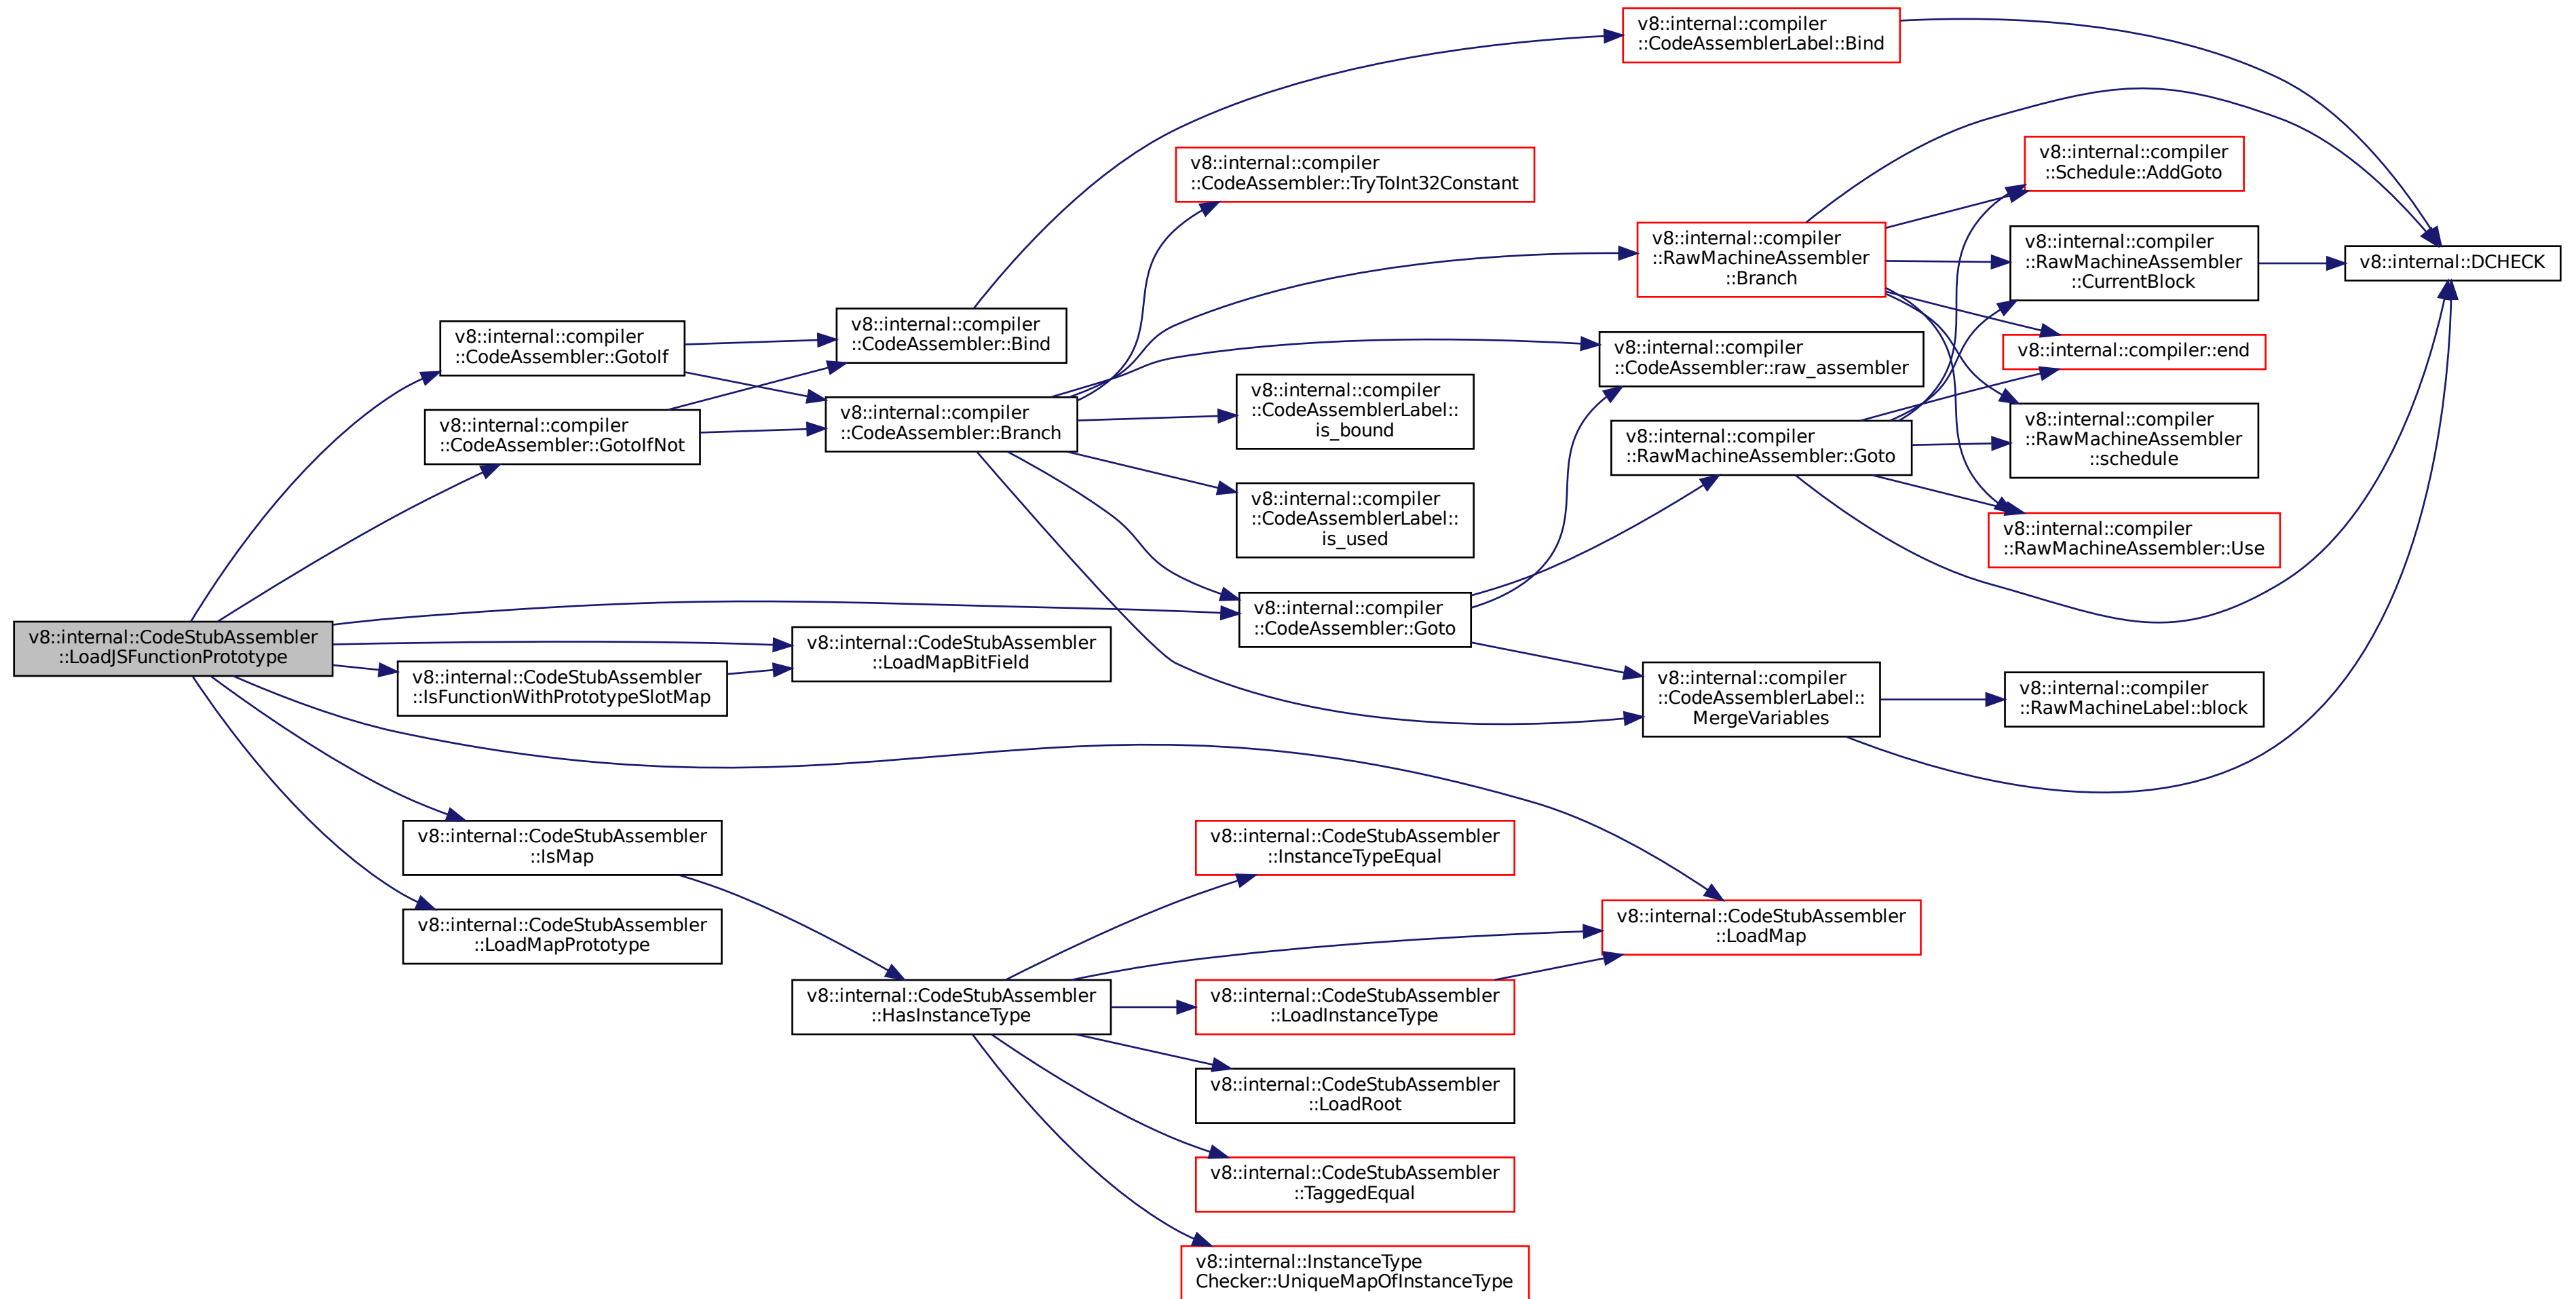 v8::internal::compiler
::CodeAssemblerLabel::Bind
v8::internal::compiler
::CodeAssembler::TryToInt32Constant
v8::internal::compiler
::Schedule::AddGoto
v8::internal::compiler
::RawMachineAssembler
::Branch
v8::internal::compiler
::RawMachineAssembler
::CurrentBlock
v8::internal::DCHECK
v8::internal::compiler
::CodeAssembler::GotoIf
v8::internal::compiler
::CodeAssembler::Bind
v8::internal::compiler
::CodeAssembler::raw_assembler
v8::internal::compiler::end
v8::internal::compiler
::CodeAssembler::GotoIfNot
v8::internal::compiler
::CodeAssembler::Branch
v8::internal::compiler
::CodeAssemblerLabel::
is_bound
v8::internal::compiler
::RawMachineAssembler::Goto
v8::internal::compiler
::RawMachineAssembler
::schedule
v8::internal::compiler
::CodeAssemblerLabel::
is_used
v8::internal::compiler
::RawMachineAssembler::Use
v8::internal::CodeStubAssembler
::LoadJSFunctionPrototype
v8::internal::compiler
::CodeAssembler::Goto
v8::internal::CodeStubAssembler
::LoadMapBitField
v8::internal::CodeStubAssembler
::IsFunctionWithPrototypeSlotMap
v8::internal::compiler
::CodeAssemblerLabel::
MergeVariables
v8::internal::compiler
::RawMachineLabel::block
v8::internal::CodeStubAssembler
::IsMap
v8::internal::CodeStubAssembler
::InstanceTypeEqual
v8::internal::CodeStubAssembler
::LoadMapPrototype
v8::internal::CodeStubAssembler
::LoadMap
v8::internal::CodeStubAssembler
::HasInstanceType
v8::internal::CodeStubAssembler
::LoadInstanceType
v8::internal::CodeStubAssembler
::LoadRoot
v8::internal::CodeStubAssembler
::TaggedEqual
v8::internal::InstanceType
Checker::UniqueMapOfInstanceType